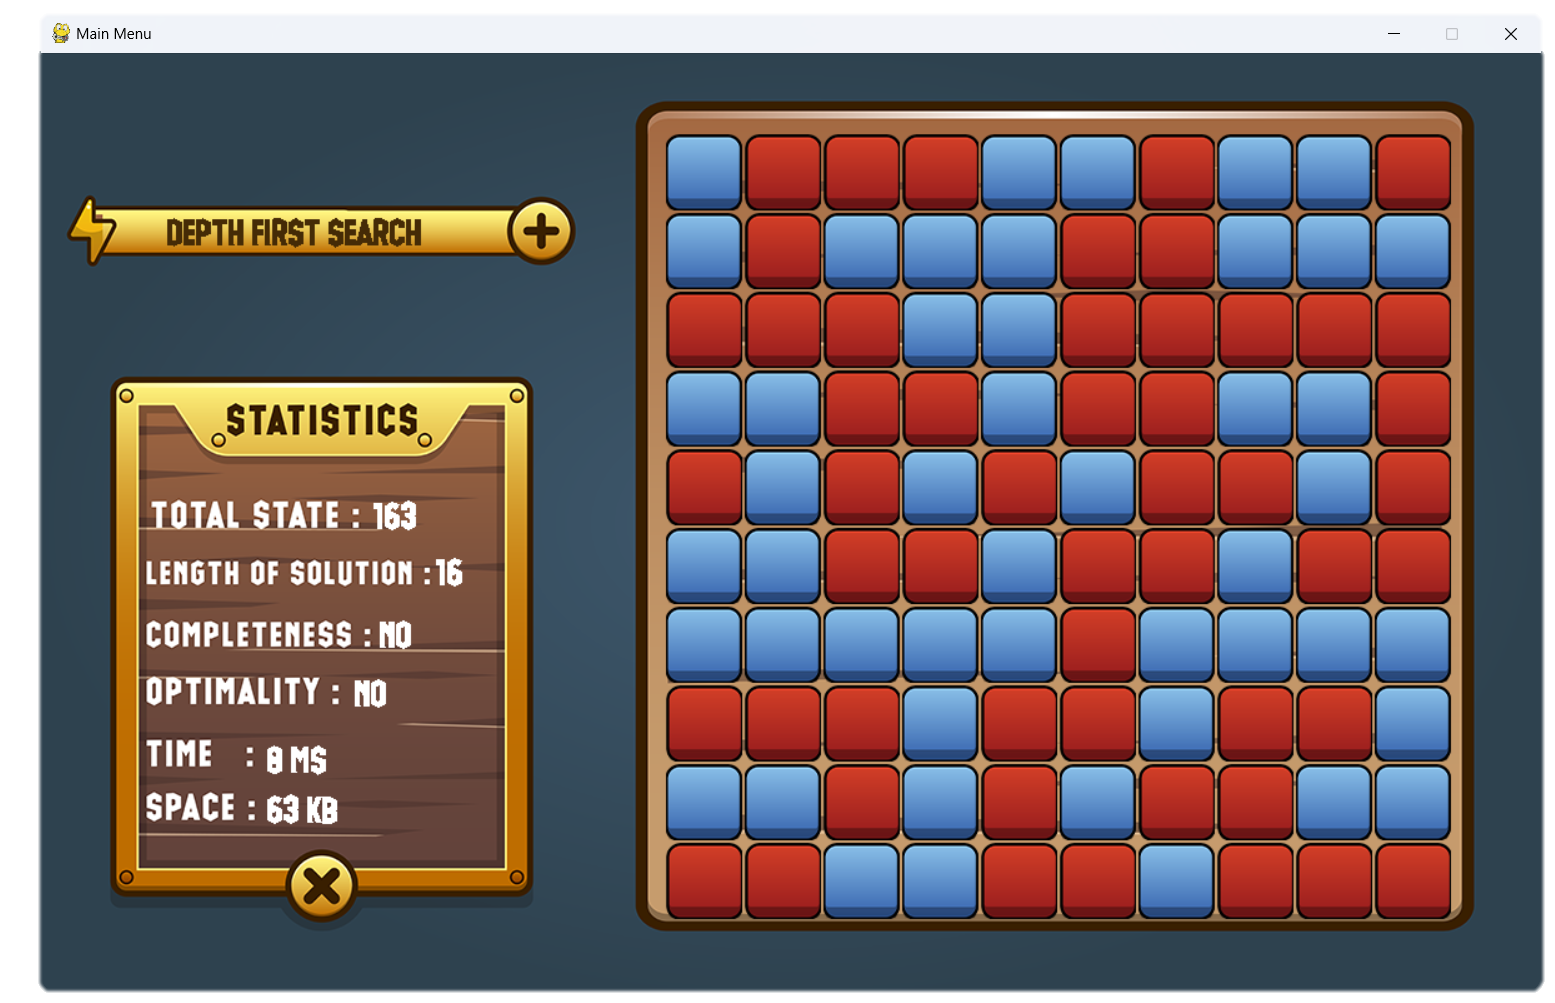 Main Menu
DEPTH FIRST SEARCH
STATISTICS
TOTAL STATE : 163
LENGTH OF SOLUTION :16
COMPLETENESS : NO
OPTIMALITY : NO
TIME : 8 MS
SPACE : 63 KB